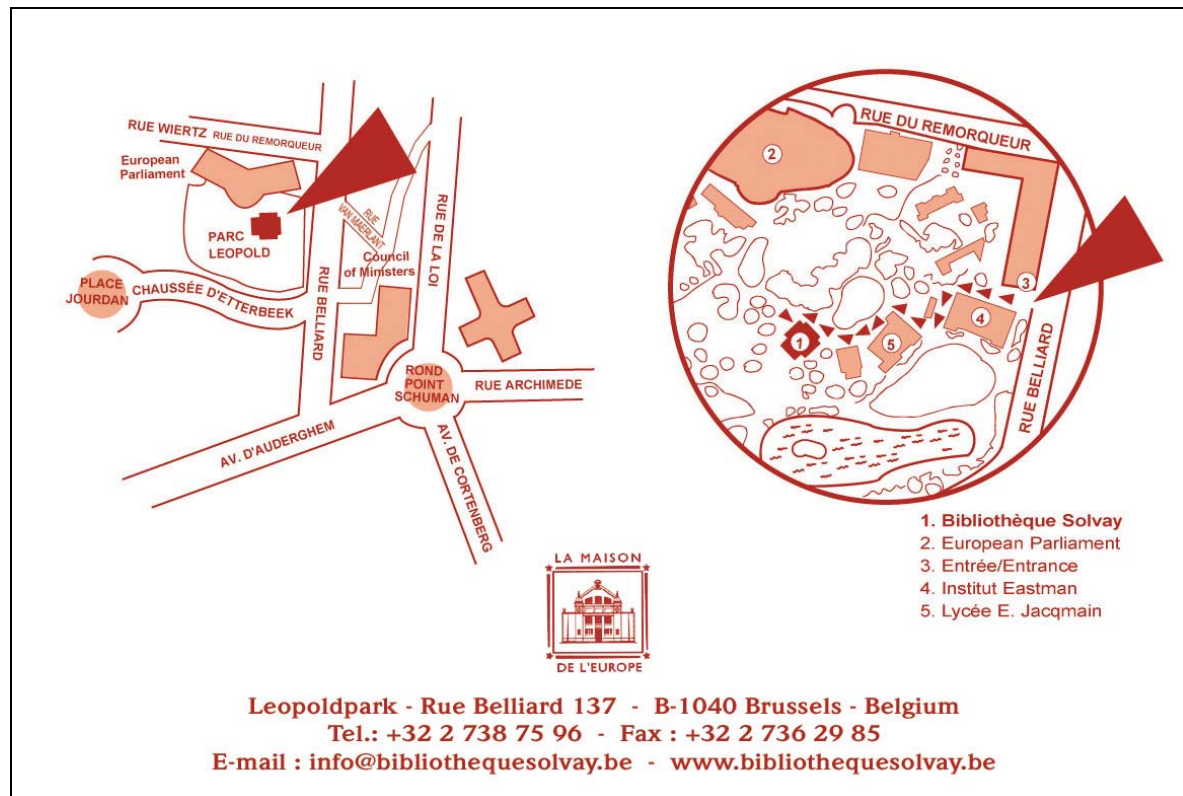 RUE WIERTZ RUE DU REMORQUEUR
European
Parliament
PARC
LEOPOLD
PLACE
JOURDAN
CHAUSSÉE D'ETTERBEEK
RUE BELLIARD
RUE
VAN MAERLANT
Council
of Minsters
RUE DE LA LOI
ROND
POINT
SCHUMAN
RUE ARCHIMEDE
AV. D'AUDERGHEM
AV. DE CORTENBERG
RUE DU REMORQUEUR
2
3
4
1
5
RUE BELLIARD
1. Bibliothèque Solvay
2. European Parliament
3. Entrée/Entrance
4. Institut Eastman
5. Lycée E. Jacqmain
LA MAISON
DE L'EUROPE
Leopoldpark - Rue Belliard 137 - B-1040 Brussels - Belgium
Tel.: +32 2 738 75 96 - Fax : +32 2 736 29 85
E-mail : info@bibliothequesolvay.be - www.bibliothequesolvay.be